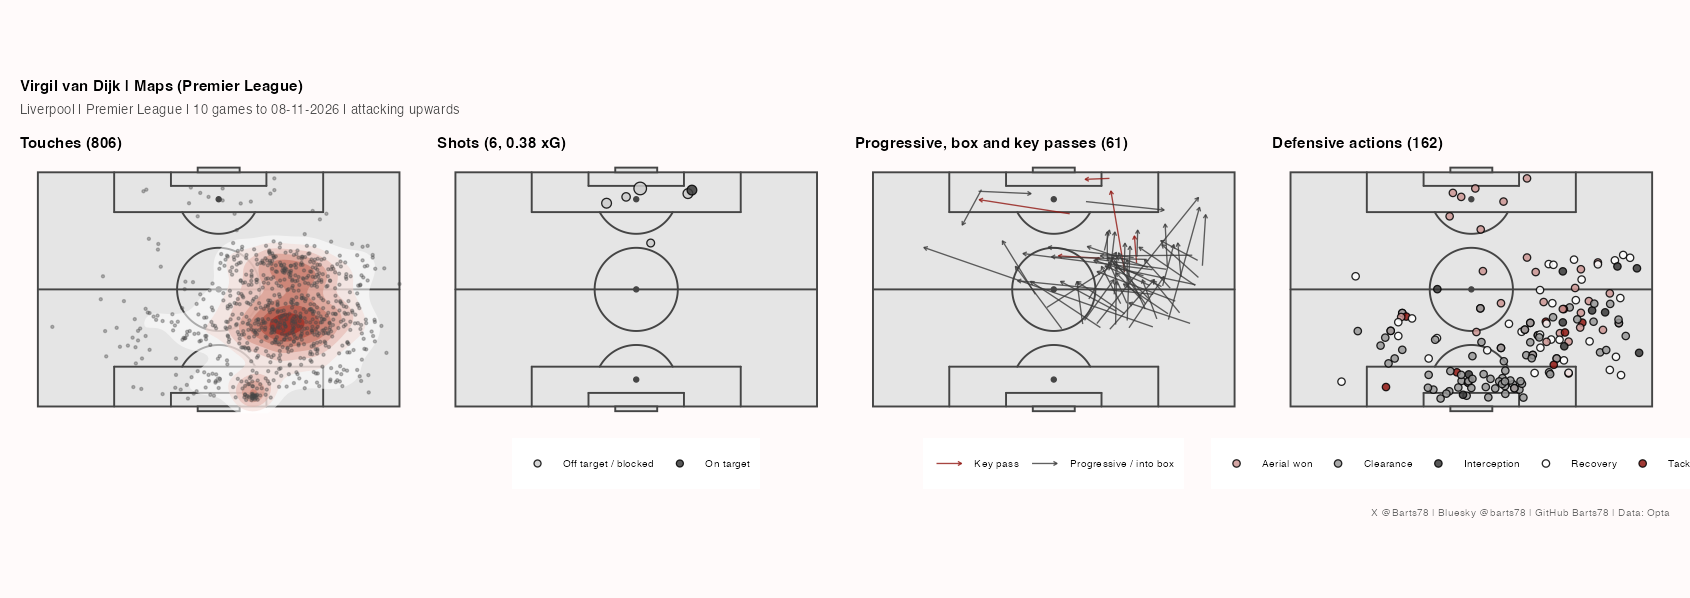 Virgil van Dijk | Maps (Premier League)
Liverpool | Premier League | 10 games to 08-11-2026 | attacking upwards
Touches (806)
Shots (6, 0.38 xG)
Progressive, box and key passes (61)
Defensive actions (162)
Off target / blocked
On target
Key pass
Progressive / into box
Aerial won
Clearance
Interception
Recovery
Tack
X @Barts78 | Bluesky @barts78 | GitHub Barts78 | Data: Opta